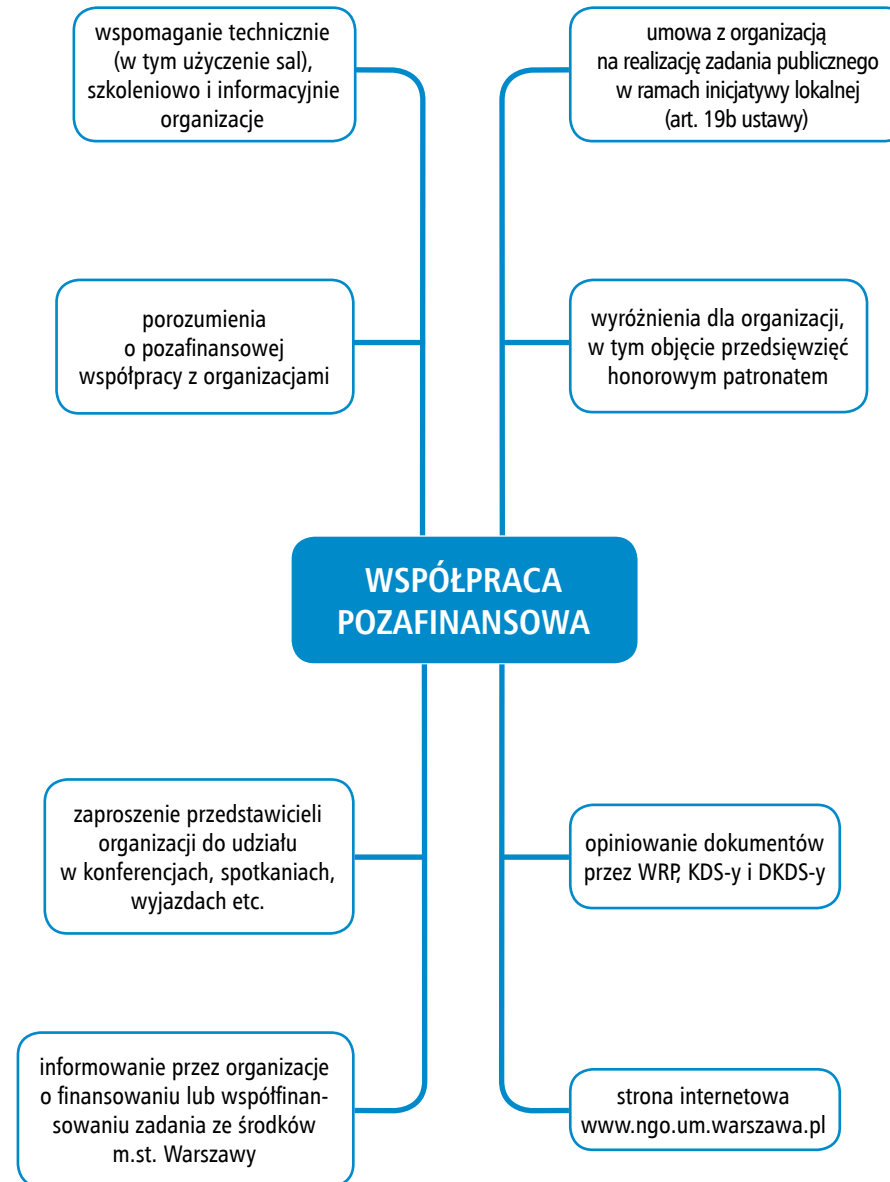 wspomaganie technicznie
(w tym użyczenie sal),
szkoleniowo i informacyjnie
organizacje
umowa z organizacją
na realizację zadania publicznego
w ramach inicjatywy lokalnej
(art. 19b ustawy)
porozumienia
o pozafinansowej
współpracy z organizacjami
wyróżnienia dla organizacji,
w tym objęcie przedsięwzięć
honorowym patronatem
WSPÓŁPRACA
POZAFINANSOWA
zaproszenie przedstawicieli
organizacji do udziału
w konferencjach, spotkaniach,
wyjazdach etc.
opiniowanie dokumentów
przez WRP, KDS-y i DKDS-y
informowanie przez organizacje
o finansowaniu lub współfinan-
sowaniu zadania ze środków
m.st. Warszawy
strona internetowa
www.ngo.um.warszawa.pl